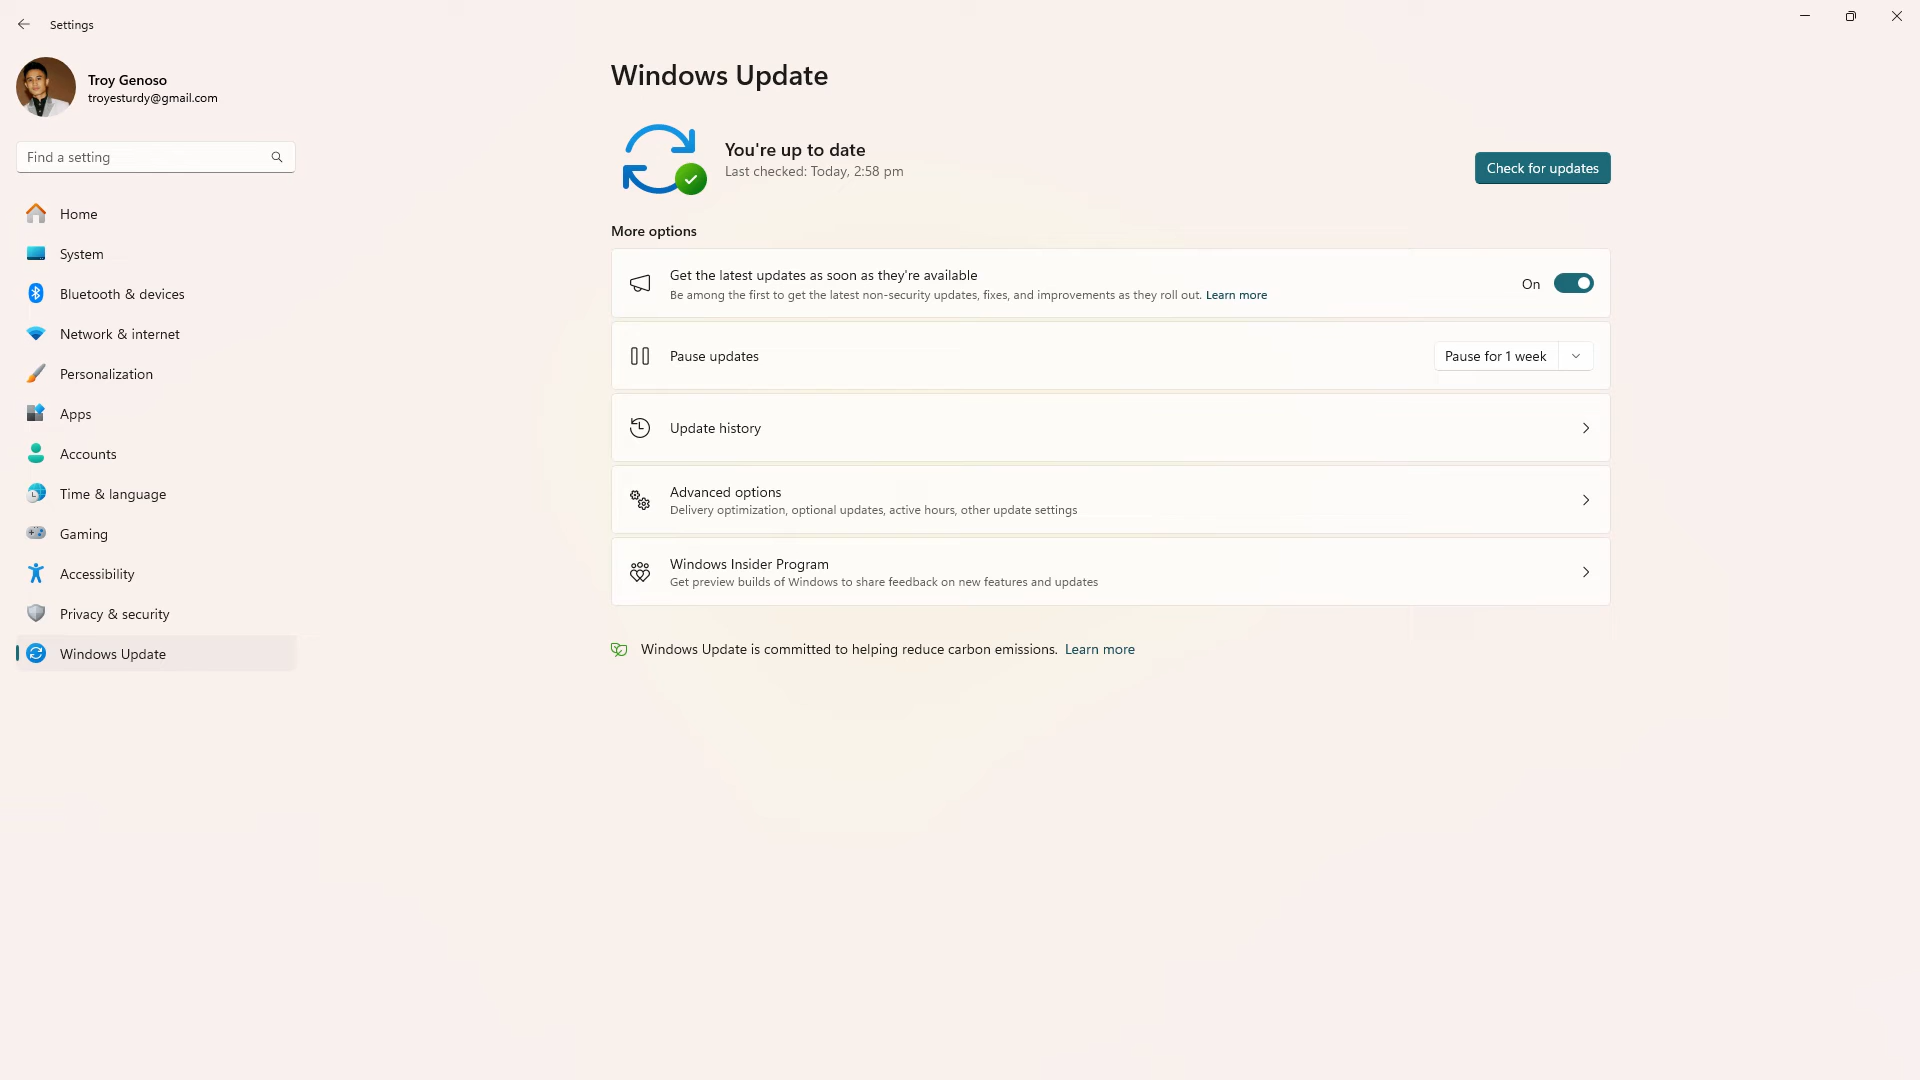 Settings
Troy Genoso
troyesturdy@gmail.com
Find a setting
Home
System
Bluetooth & devices
Network & internet
Personalization
Apps
Accounts
Time & language
Gaming
Accessibility
Privacy & security
Windows Update
Windows Update
You're up to date
Last checked: Today, 2:58 pm
Check for updates
More options
Get the latest updates as soon as they're available
Be among the first to get the latest non-security updates, fixes, and improvements as they roll out. Learn more
On
Pause updates
Pause for 1 week
Update history
Advanced options
Delivery optimization, optional updates, active hours, other update settings
Windows Insider Program
Get preview builds of Windows to share feedback on new features and updates
Windows Update is committed to helping reduce carbon emissions. Learn more